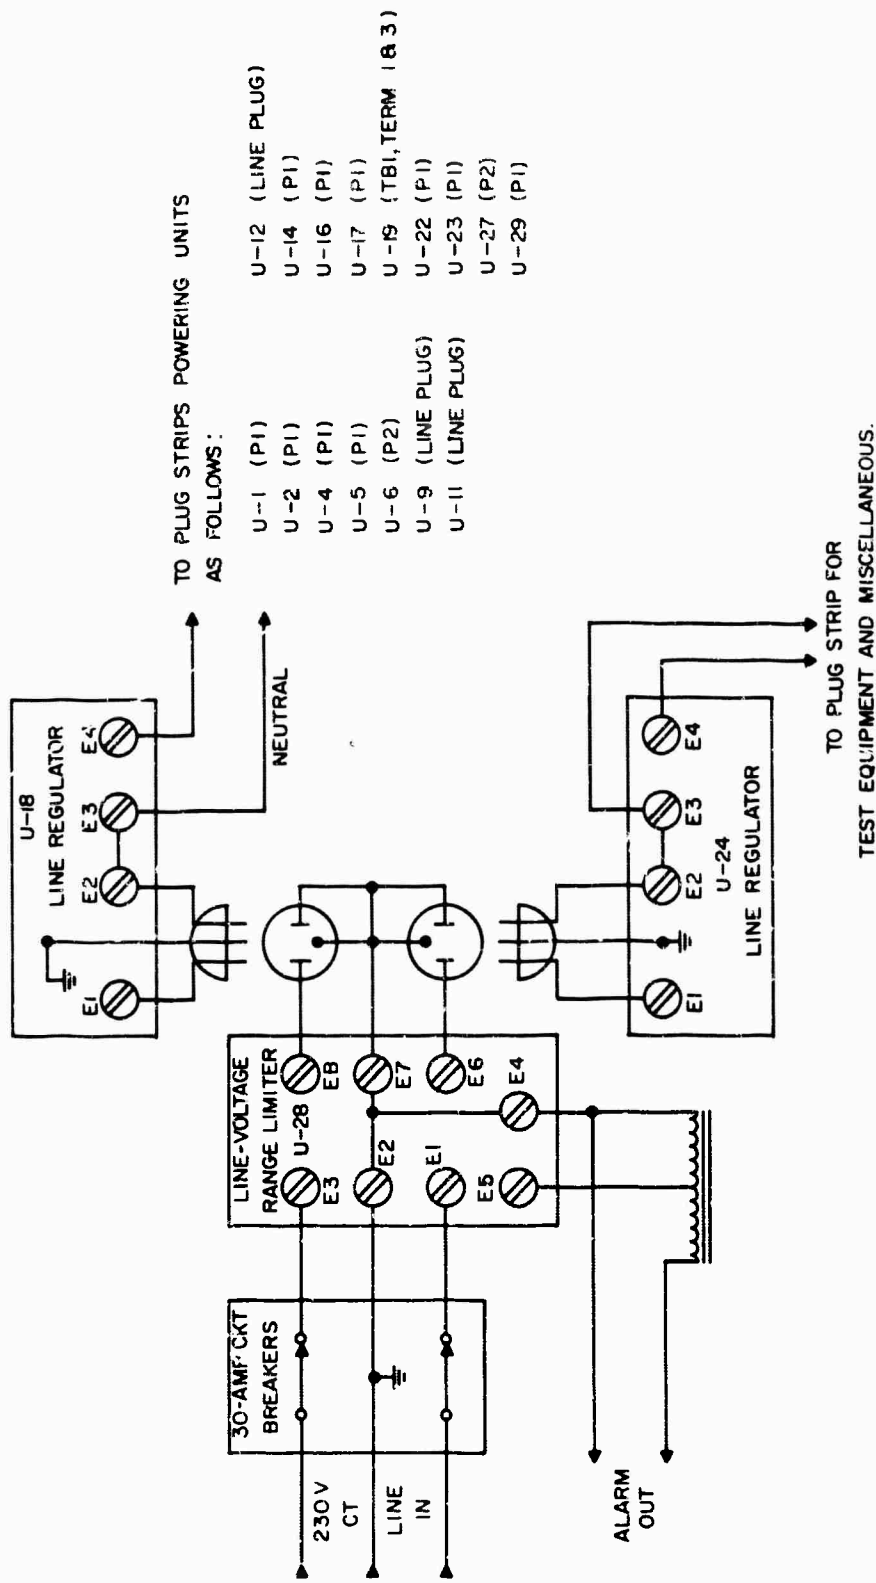 U-18
LINE REGULATOR
E1
E2
E3
E4
TO PLUG STRIPS POWERING UNITS
AS FOLLOWS:
NEUTRAL
U-1 (P1)
U-2 (P1)
U-4 (P1)
U-5 (P1)
U-6 (P2)
U-9 (LINE PLUG)
U-11 (LINE PLUG)
U-12 (LINE PLUG)
U-14 (P1)
U-16 (P1)
U-17 (P1)
U-19 (TB1, TERM 1 & 3)
U-22 (P1)
U-23 (P1)
U-27 (P2)
U-29 (P1)
30-AMP CKT
BREAKERS
230V
CT
LINE
IN
LINE-VOLTAGE
RANGE LIMITER
U-28
E3
E8
E2
E7
E1
E6
E5
E4
ALARM
OUT
E1
E2
E3
E4
U-24
LINE REGULATOR
TO PLUG STRIP FOR
TEST EQUIPMENT AND MISCELLANEOUS.